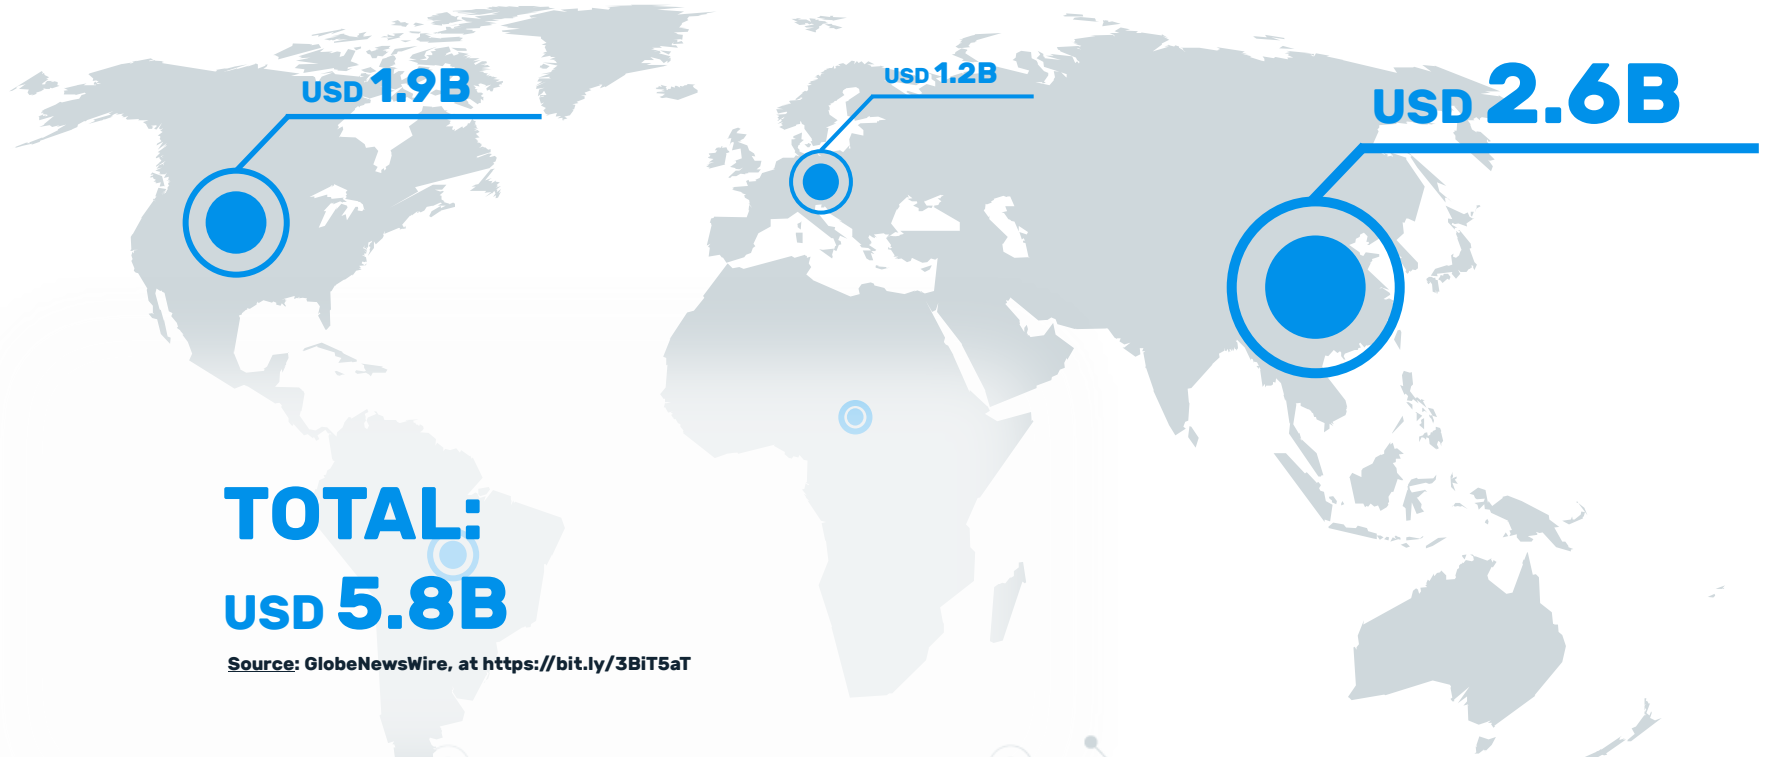 USD 1.9B
USD 1.2B
USD 2.6B
TOTAL:
USD 5.8B
Source: GlobeNewsWire, at https://bit.ly/3BiT5aT